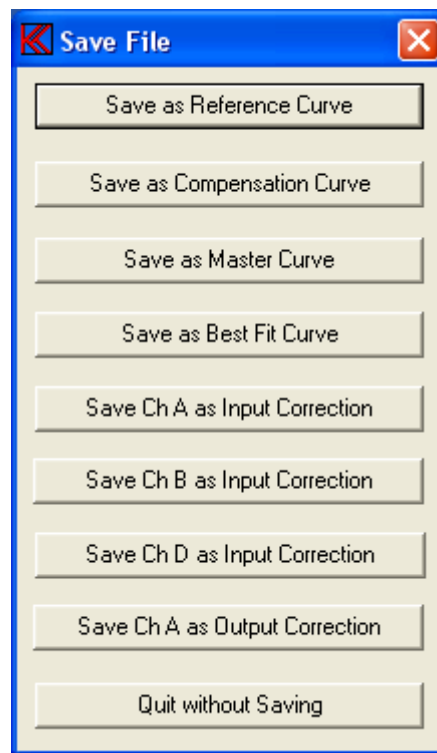 Save File
Save as Reference Curve
Save as Compensation Curve
Save as Master Curve
Save as Best Fit Curve
Save Ch A as Input Correction
Save Ch B as Input Correction
Save Ch D as Input Correction
Save Ch A as Output Correction
Quit without Saving